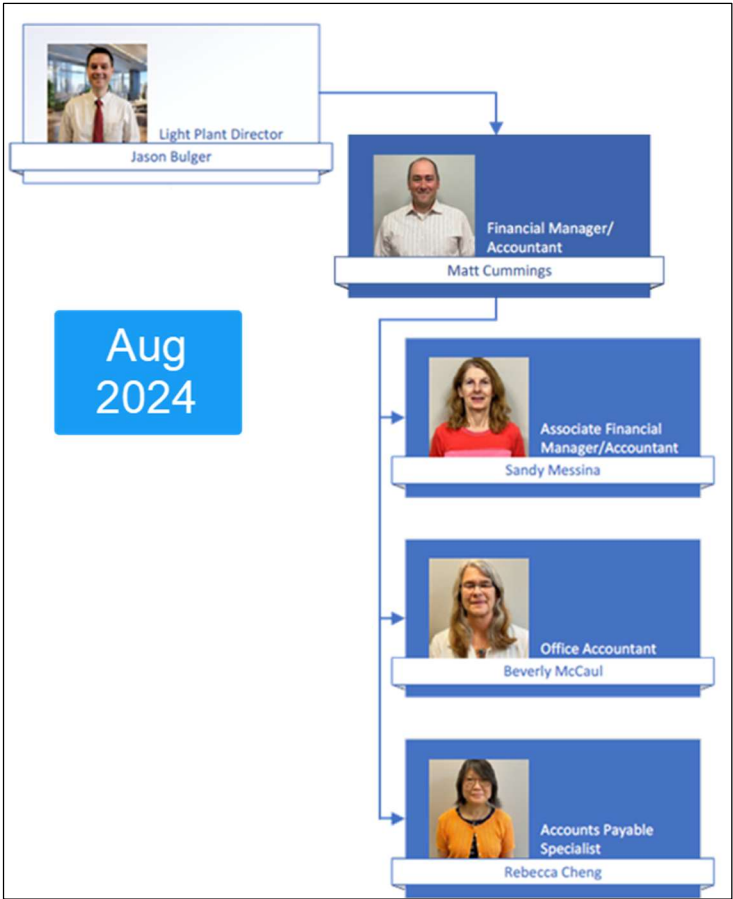 Light Plant Director
Jason Bulger
Financial Manager/
Accountant
Matt Cummings
Aug
2024
Associate Financial
Manager/Accountant
Sandy Messina
Office Accountant
Beverly McCaul
Accounts Payable
Specialist
Rebecca Cheng